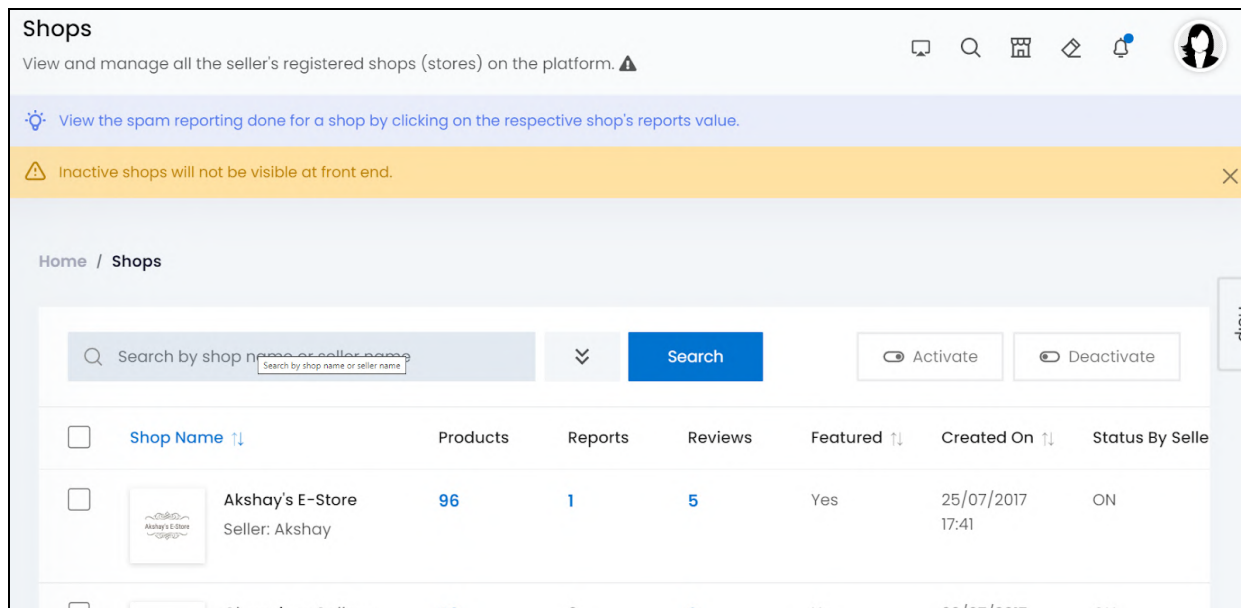 Shops
View and manage all the seller's registered shops (stores) on the platform.
View the spam reporting done for a shop by clicking on the respective shop's reports value.
Inactive shops will not be visible at front end.
Home / Shops
Help
Search by shop name or seller name
Search by shop name or seller name
Search
Activate
Deactivate
Shop Name
Products
Reports
Reviews
Featured
Created On
Status By Selle
Akshay's E-Store
Akshay's E-Store
96
1
5
Yes
25/07/2017
ON
Seller: Akshay
17:41